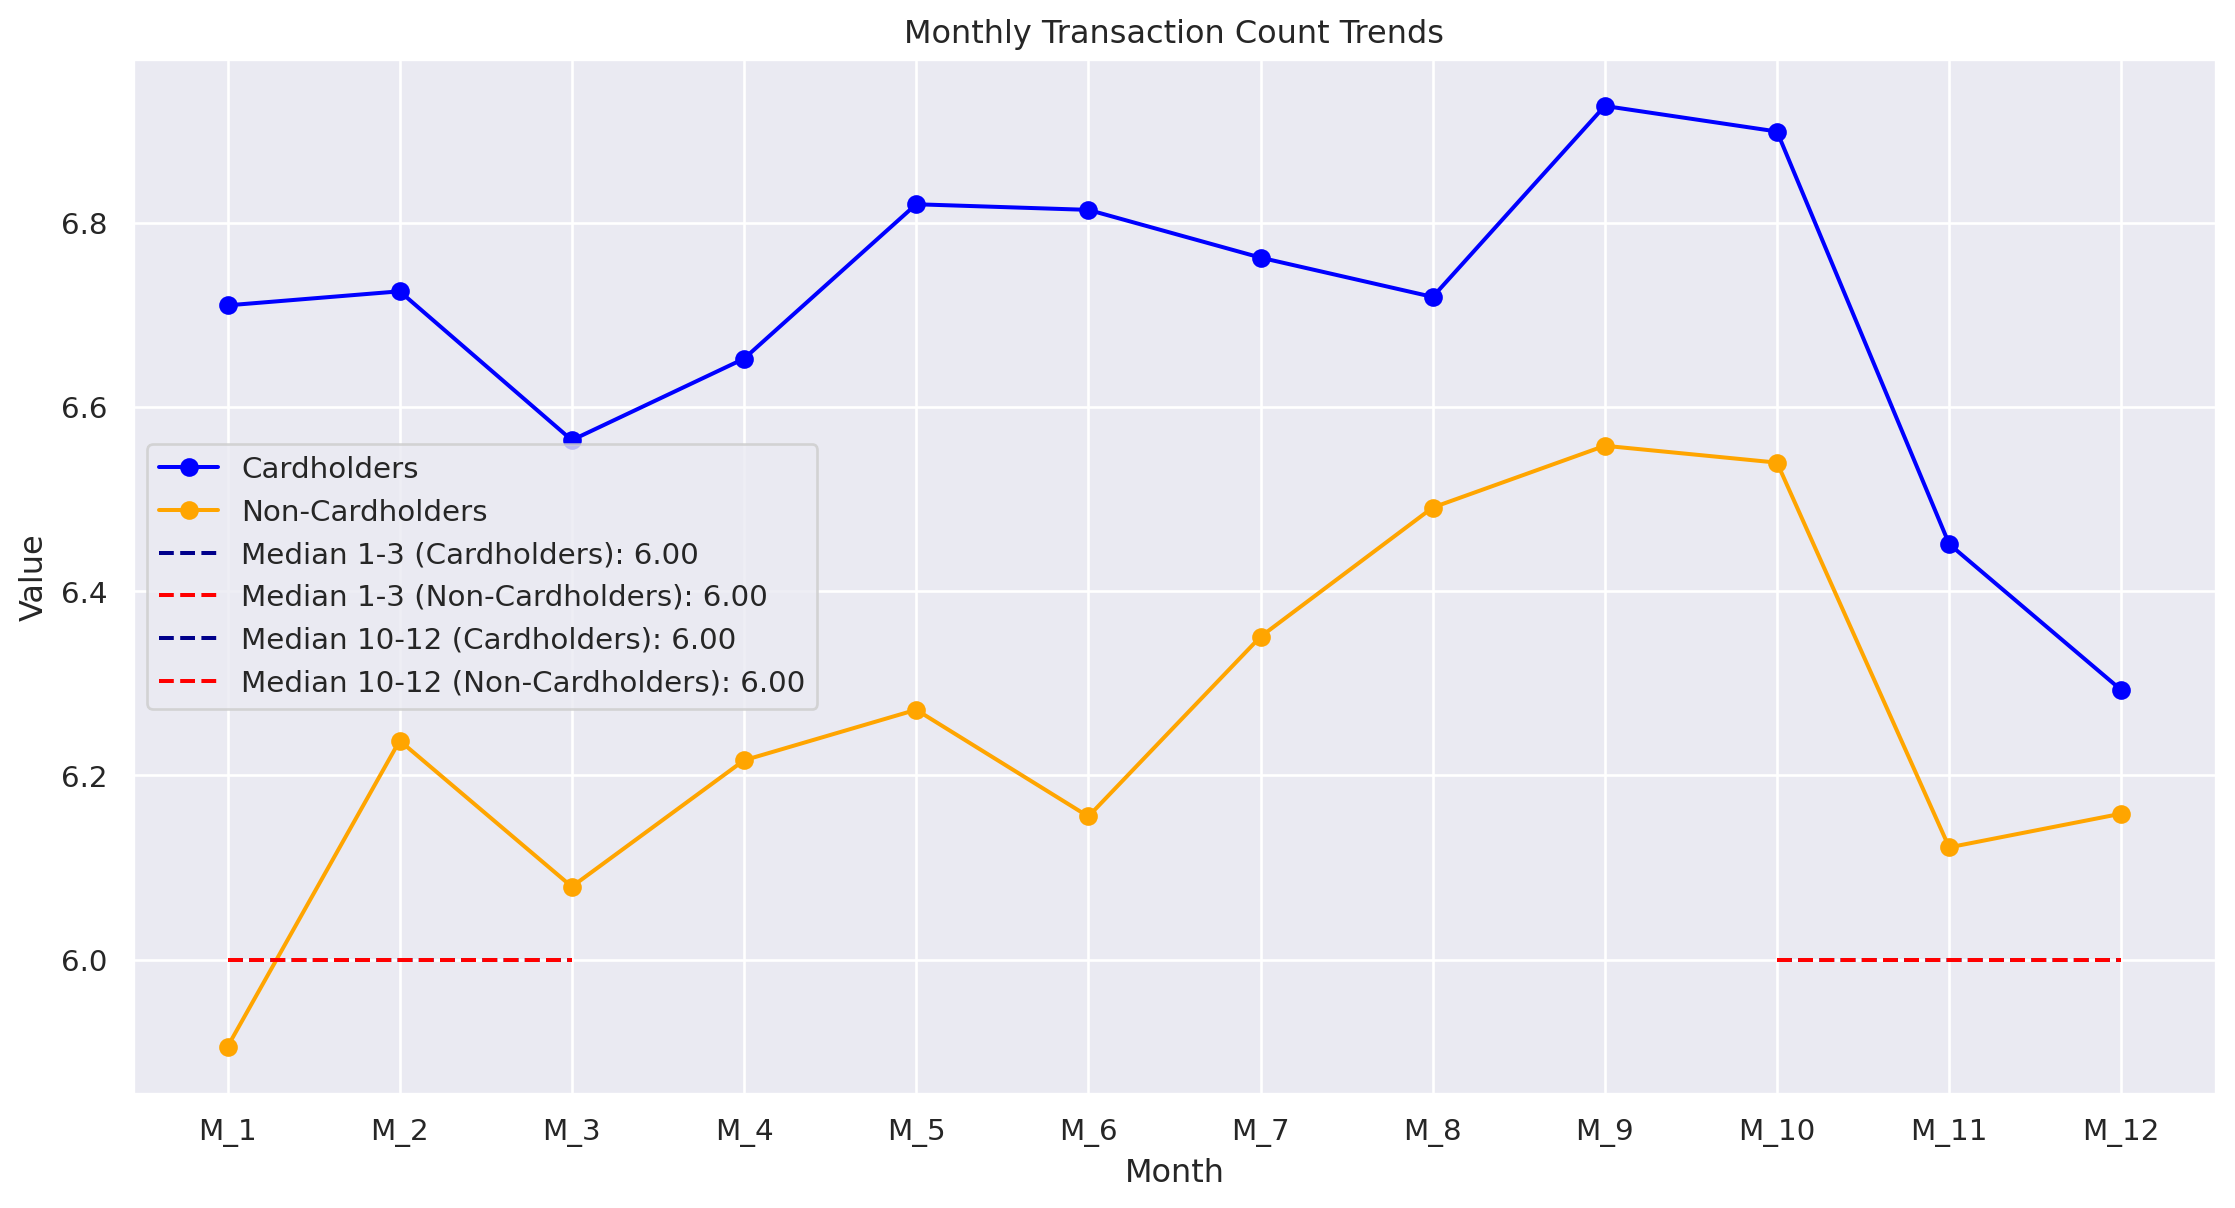 Monthly Transaction Count Trends
Value
6.8
6.6
6.4
6.2
6.0
Cardholders
Non-Cardholders
Median 1-3 (Cardholders): 6.00
Median 1-3 (Non-Cardholders): 6.00
Median 10-12 (Cardholders): 6.00
Median 10-12 (Non-Cardholders): 6.00
M_1 M_2 M_3 M_4 M_5 M_6 M_7 M_8 M_9 M_10 M_11 M_12
Month